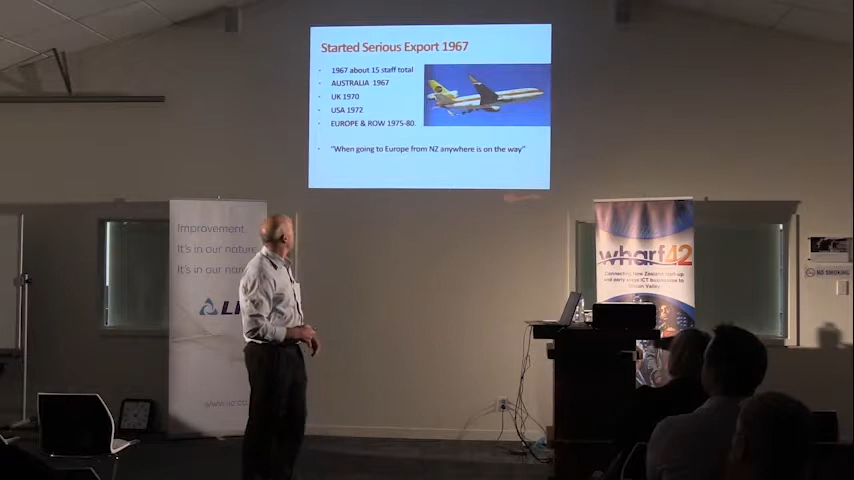 Started Serious Export 1967
· 1967 about 15 staff total
· AUSTRALIA 1967
· UK 1970
· USA 1972
· EUROPE & ROW 1975-80.
· "When going to Europe from NZ anywhere is on the way"
Improvement
It's in our nature
It's in our
wharf42
Connecting New Zealand start-up
and early stage ICT businesses to
Silicon Valley
NO SMOKING